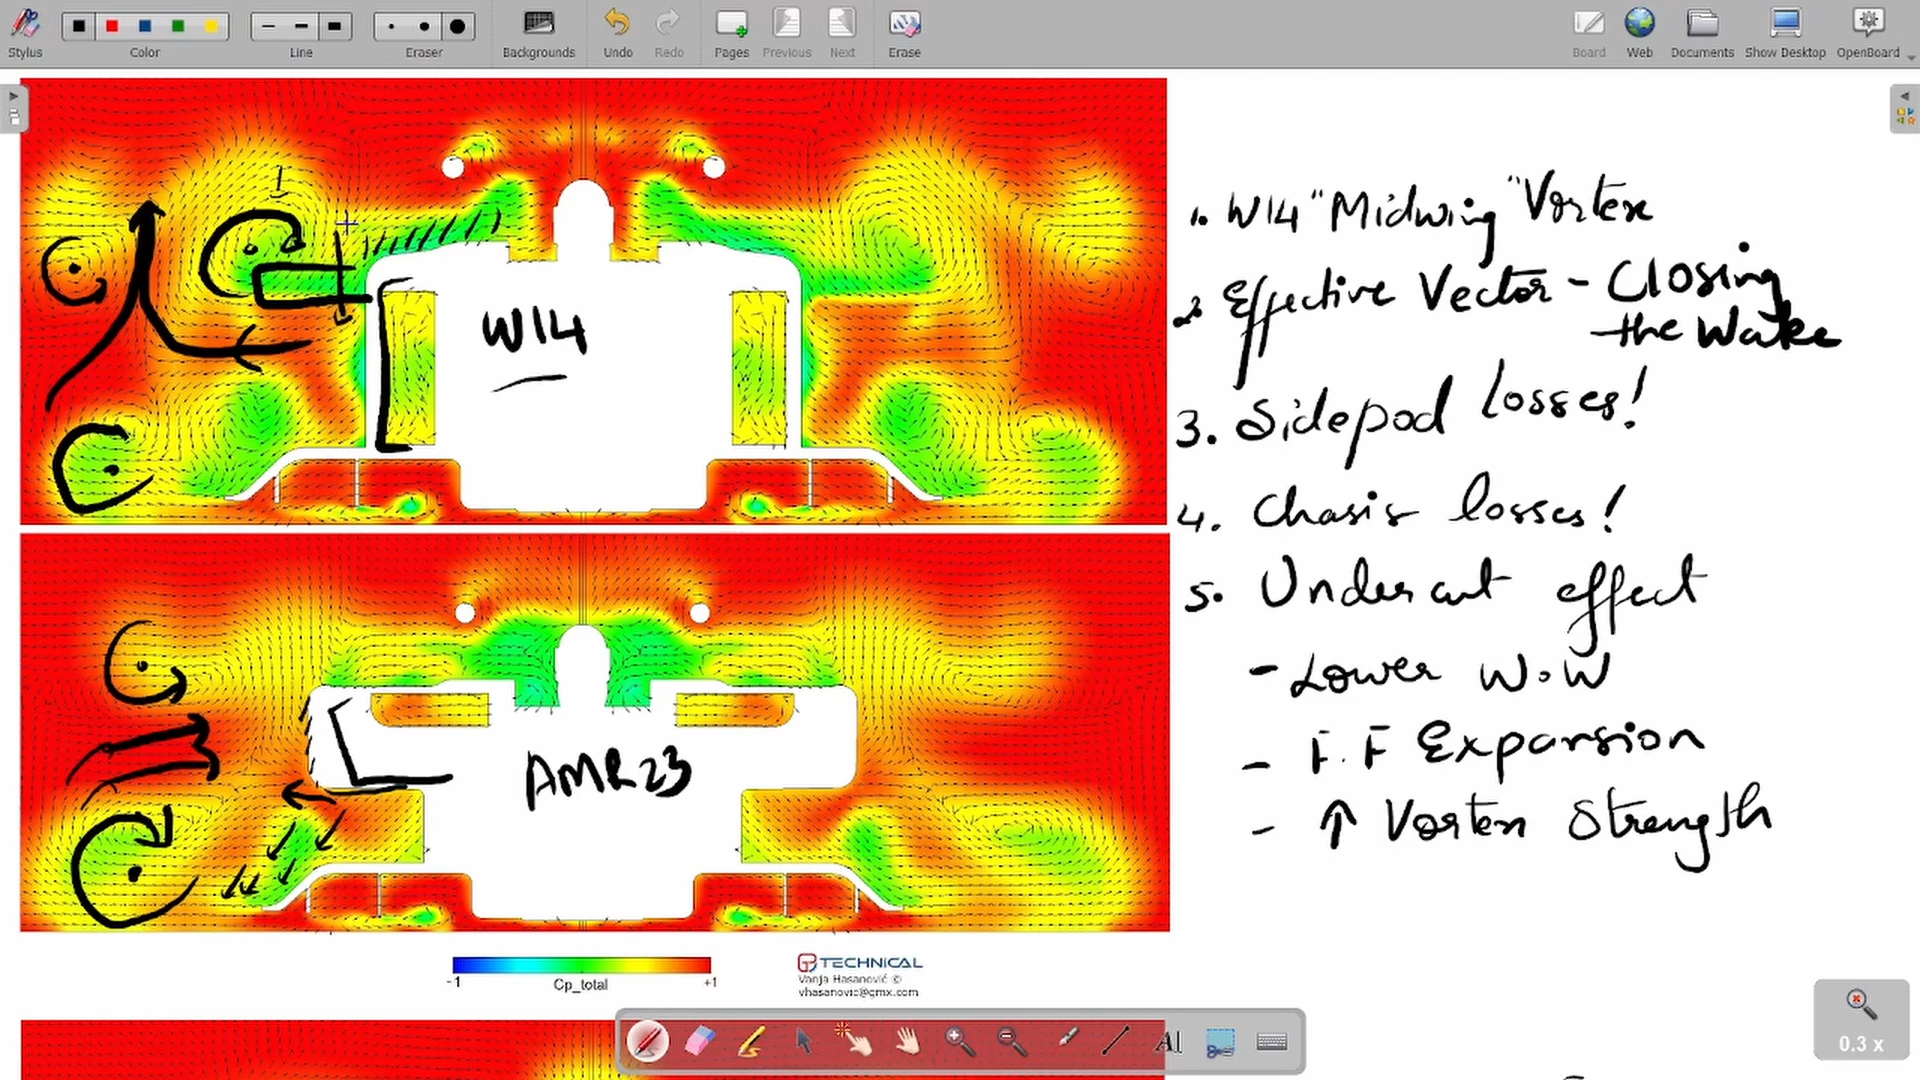 Stylus Color Line Eraser Backgrounds Undo Redo Pages Previous Next Erase Board Web Documents Show Desktop OpenBoard
1
W14
1. W14 "Midwing" Vortex
2. Effective Vector - Closing
the Wake
3. Sidepod losses!
4. Chasis losses!
5. Undercut effect
- Lower W.W
- F.F Expansion
- ↑ Vortex Strength
AMR23
-1 Cp_total +1
TECHNICAL
Vanja Hasanović ©
vhasanovic@gmx.com
AI
0.3 x